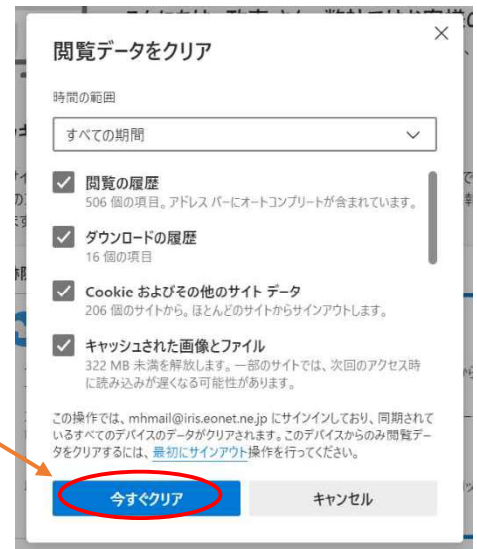 閲覧データをクリア
時間の範囲
すべての期間
閲覧の履歴
506 個の項目。アドレス バーにオートコンプリートが含まれています。
ダウンロードの履歴
16 個の項目
Cookie およびその他のサイト データ
206 個のサイトから。ほとんどのサイトからサインアウトします。
キャッシュされた画像とファイル
322 MB 未満を解放します。一部のサイトでは、次回のアクセス時
に読み込みが遅くなる可能性があります。
この操作では、mhmail@iris.eonet.ne.jp にサインインしており、同期されて
いるすべてのデバイスのデータがクリアされます。このデバイスからのみ閲覧デー
タをクリアするには、最初にサインアウト操作を行ってください。
今すぐクリア
キャンセル